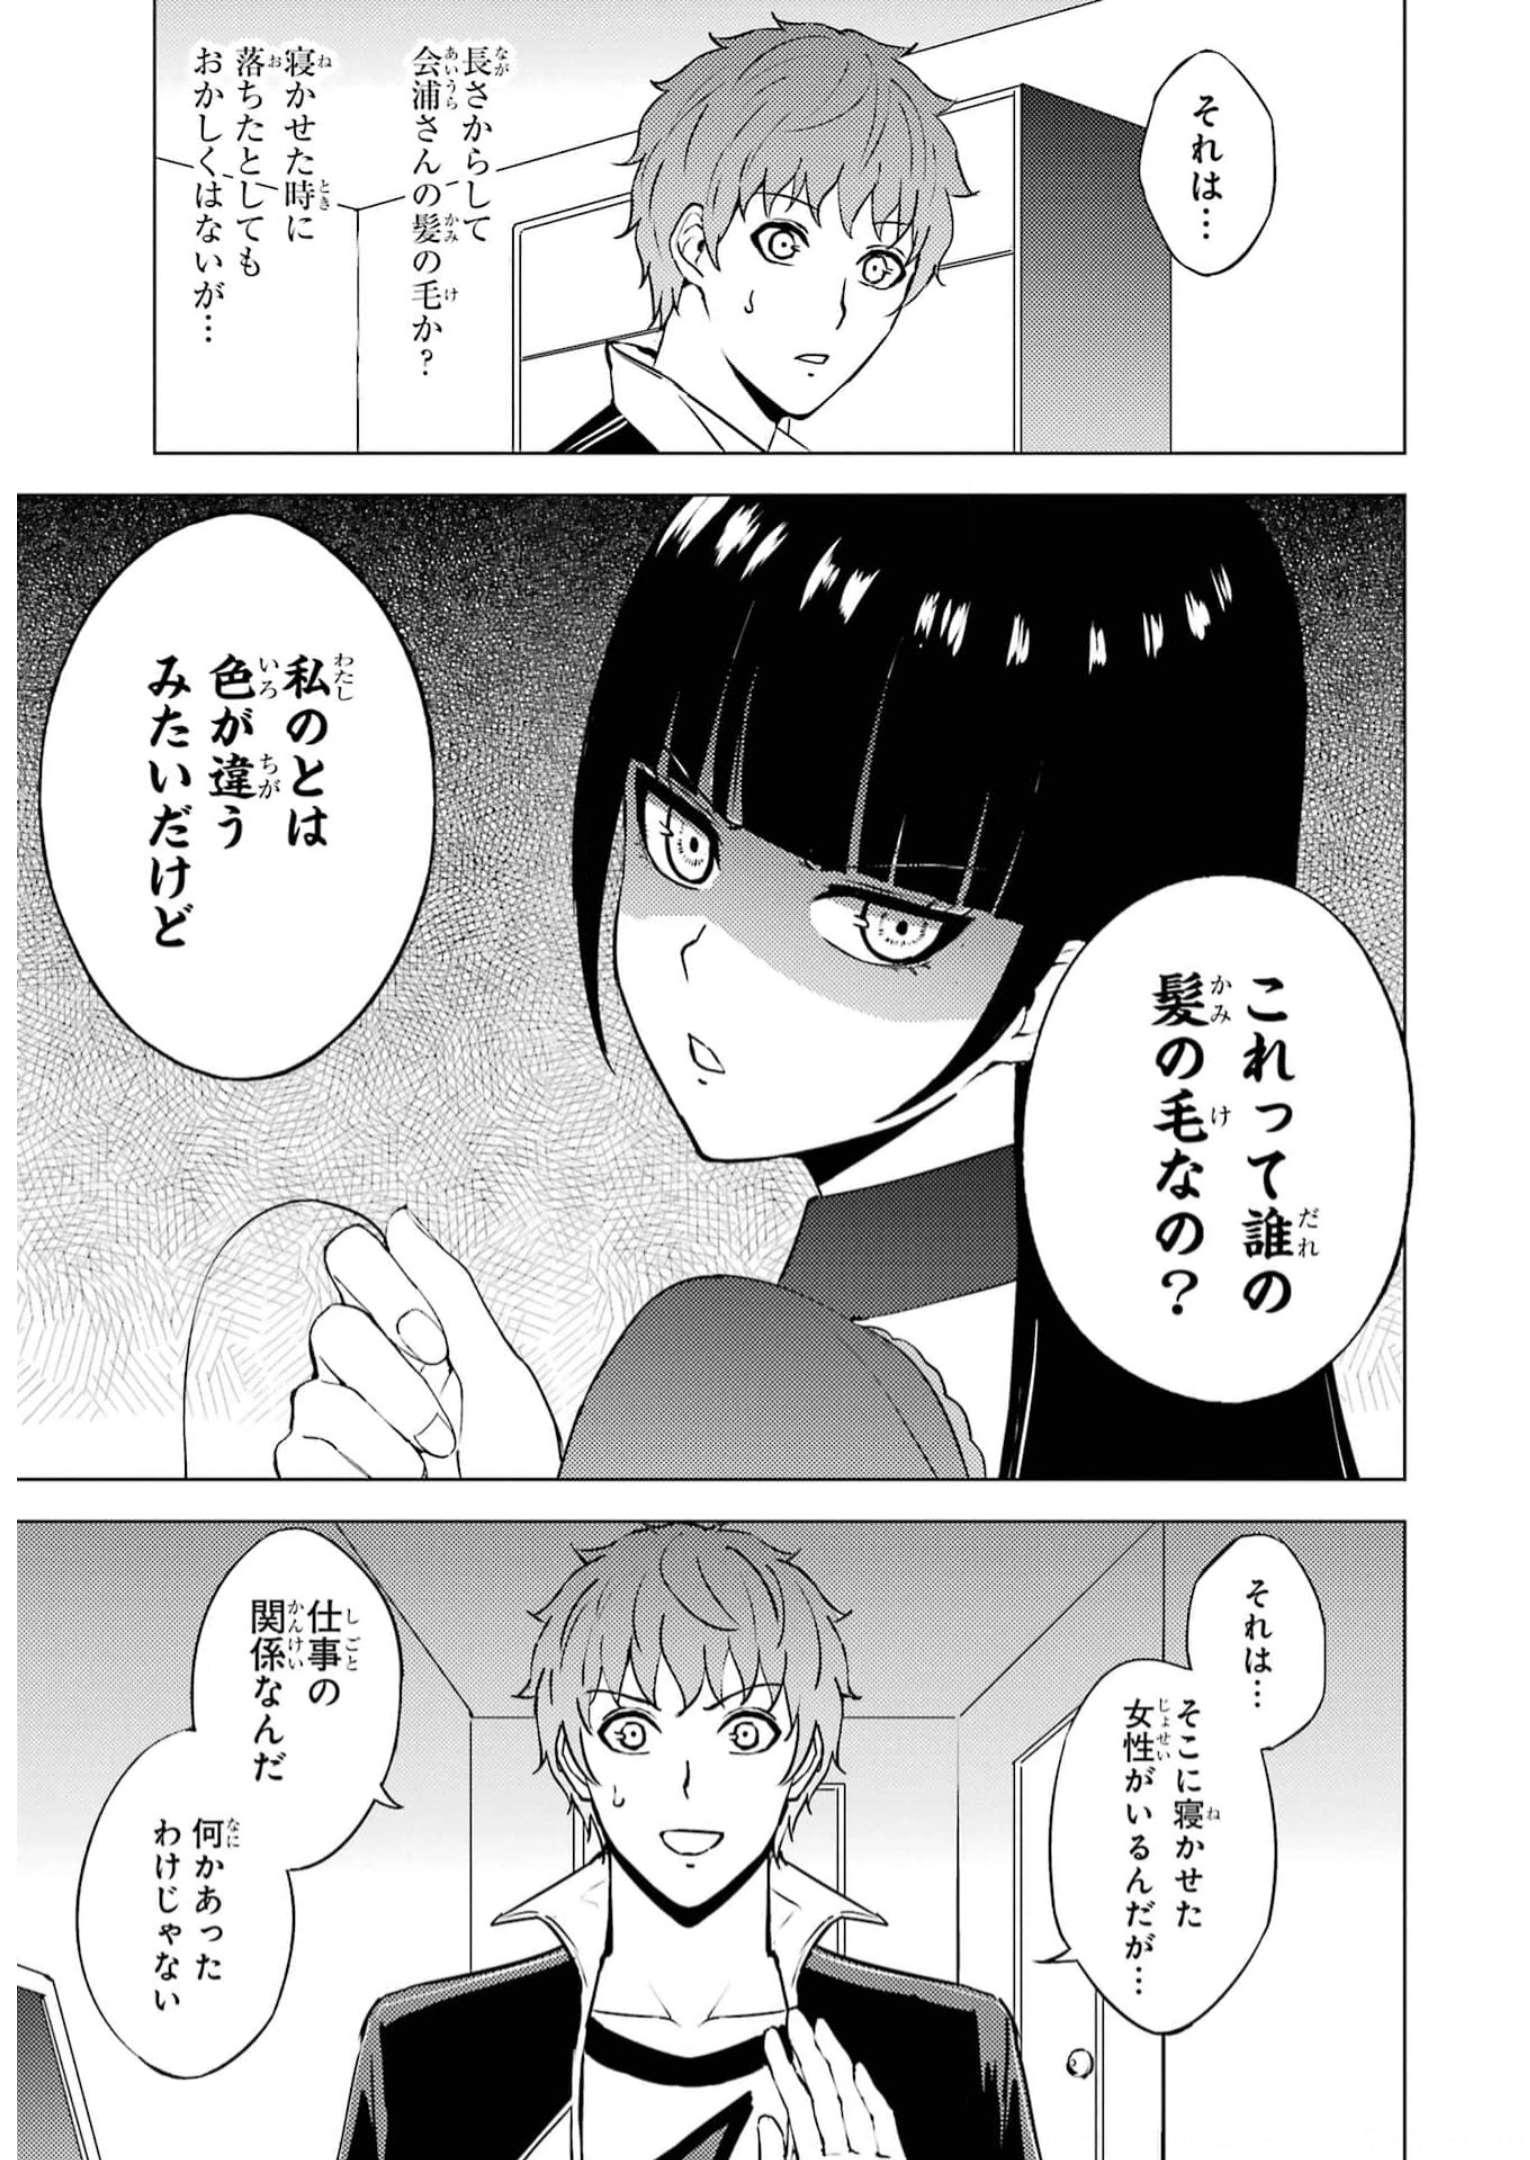 それは…
長さからして
会浦さんの髪の毛か?
寝かせた時に
落ちたとしても
おかしくはないが…
これって誰の
髪の毛なの?
私のとは
色が違う
みたいだけど
それは…
そこに寝かせた
女性がいるんだが…
仕事の
関係なんだ
何かあった
わけじゃない